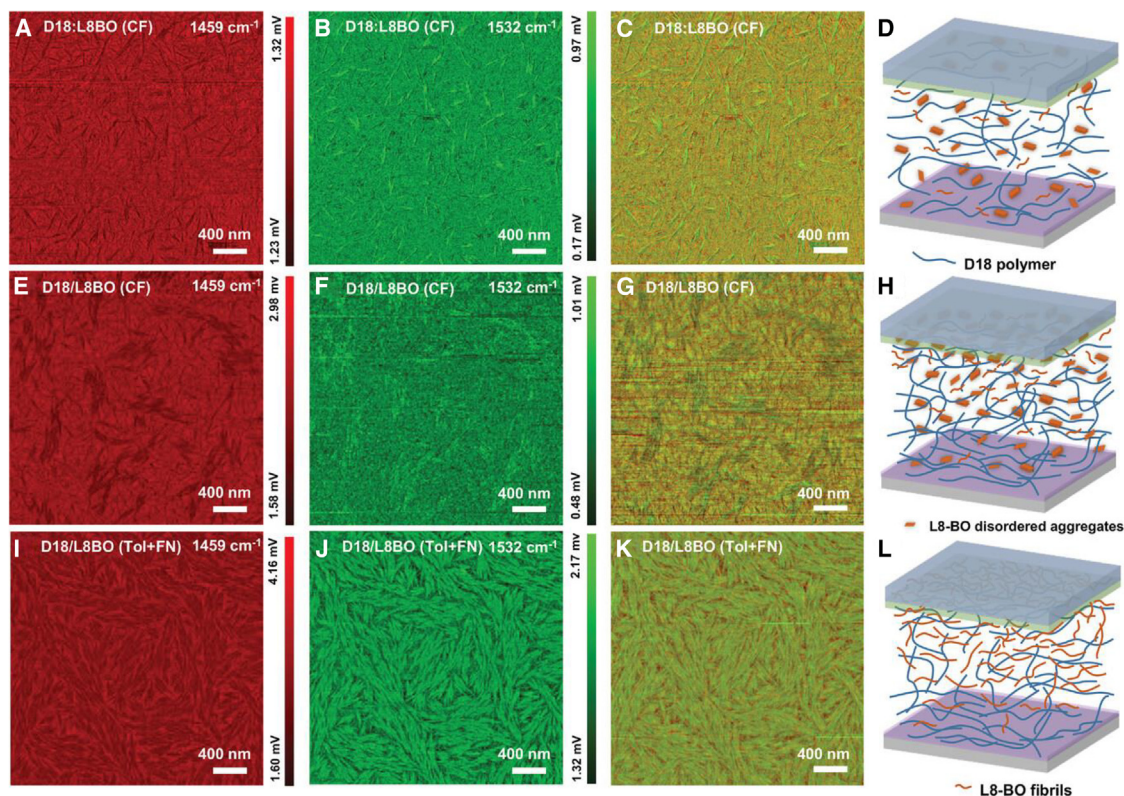 A D18:L8BO (CF) 1459 cm-1
1.32 mV
1.23 mV
400 nm
B D18:L8BO (CF) 1532 cm-1
0.97 mV
0.17 mV
400 nm
C D18:L8BO (CF)
400 nm
D
D18 polymer
E D18/L8BO (CF) 1459 cm-1
2.98 mv
1.58 mV
400 nm
F D18/L8BO (CF) 1532 cm-1
1.01 mV
0.48 mV
400 nm
G D18/L8BO (CF)
400 nm
H
L8-BO disordered aggregates
I D18/L8BO (Tol+FN) 1459 cm-1
4.16 mV
1.60 mV
400 nm
J D18/L8BO (Tol+FN) 1532 cm-1
2.17 mV
1.32 mV
400 nm
K D18/L8BO (Tol+FN)
400 nm
L
L8-BO fibrils